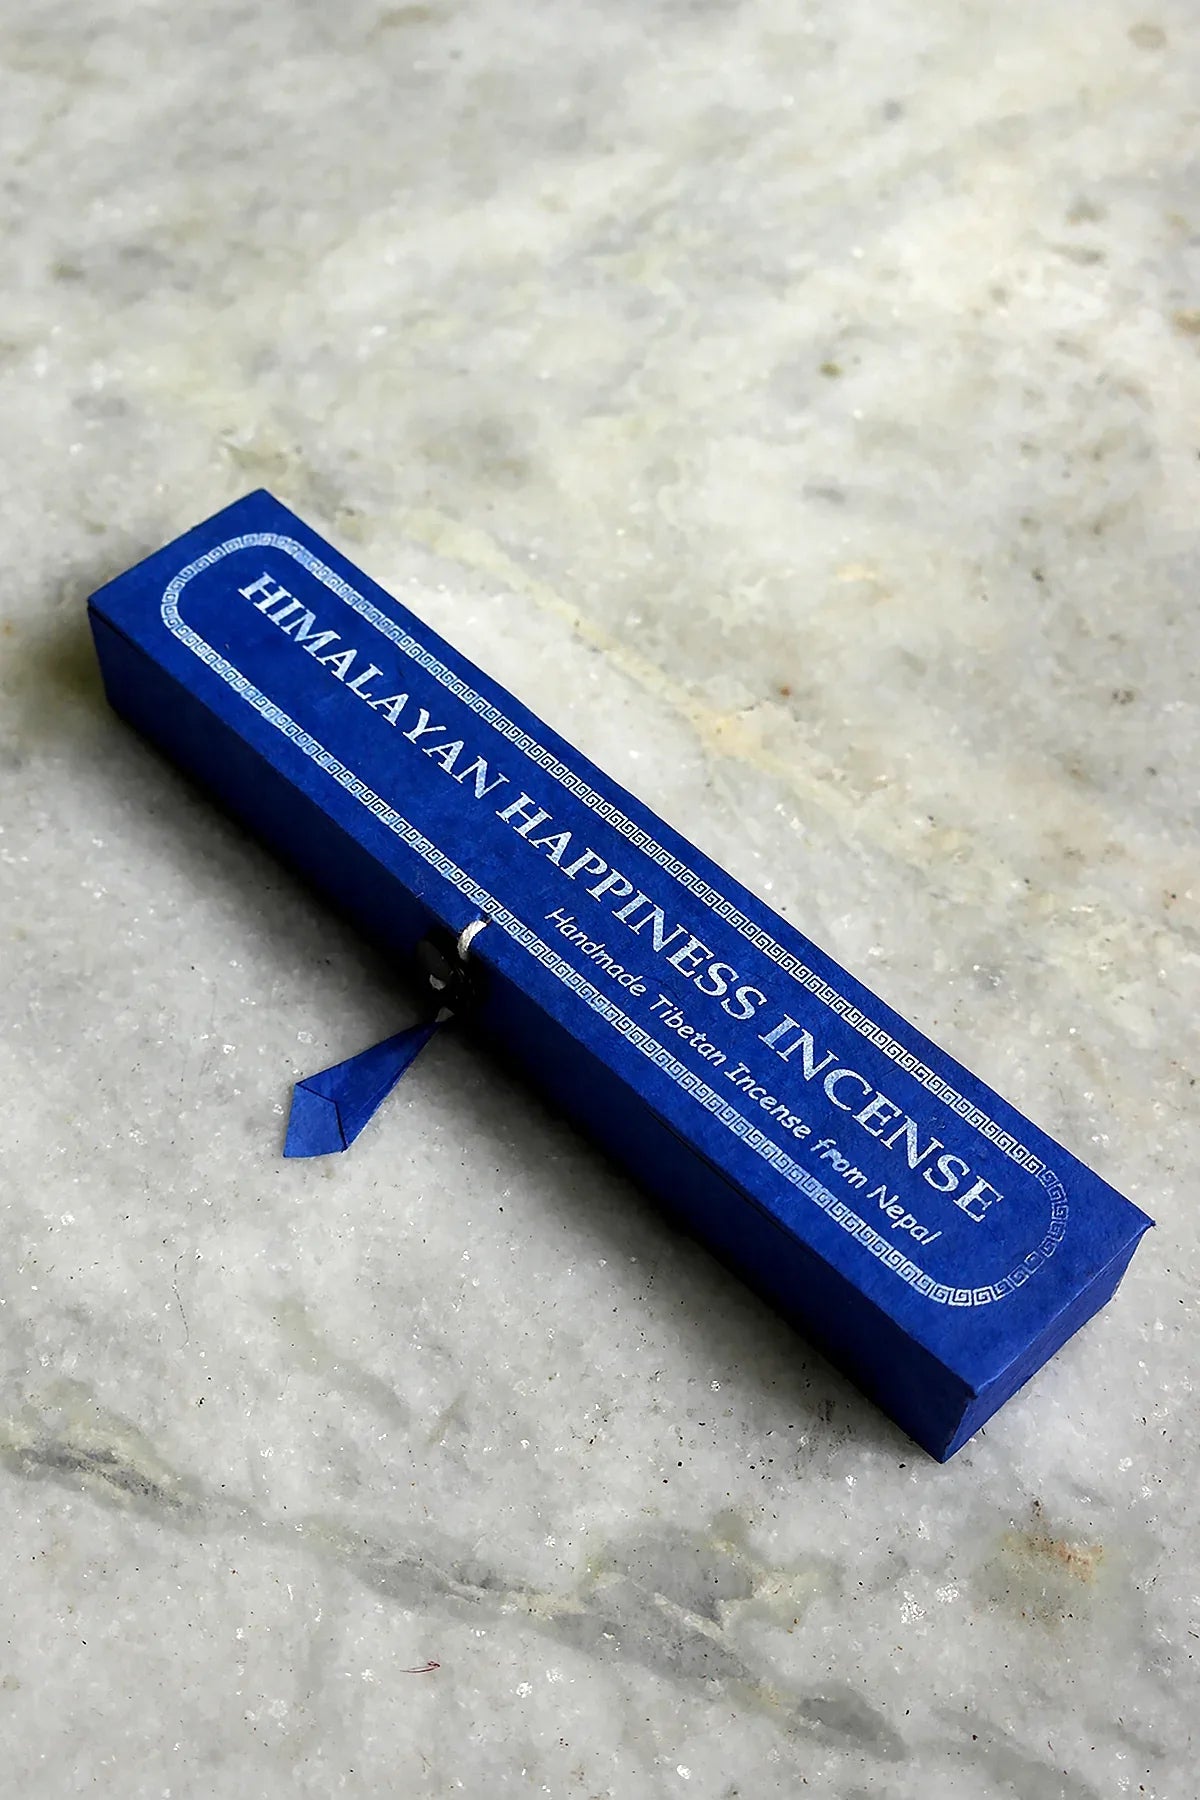 HIMALAYAN HAPPINESS INCENSE
Handmade Tibetan Incense from Nepal